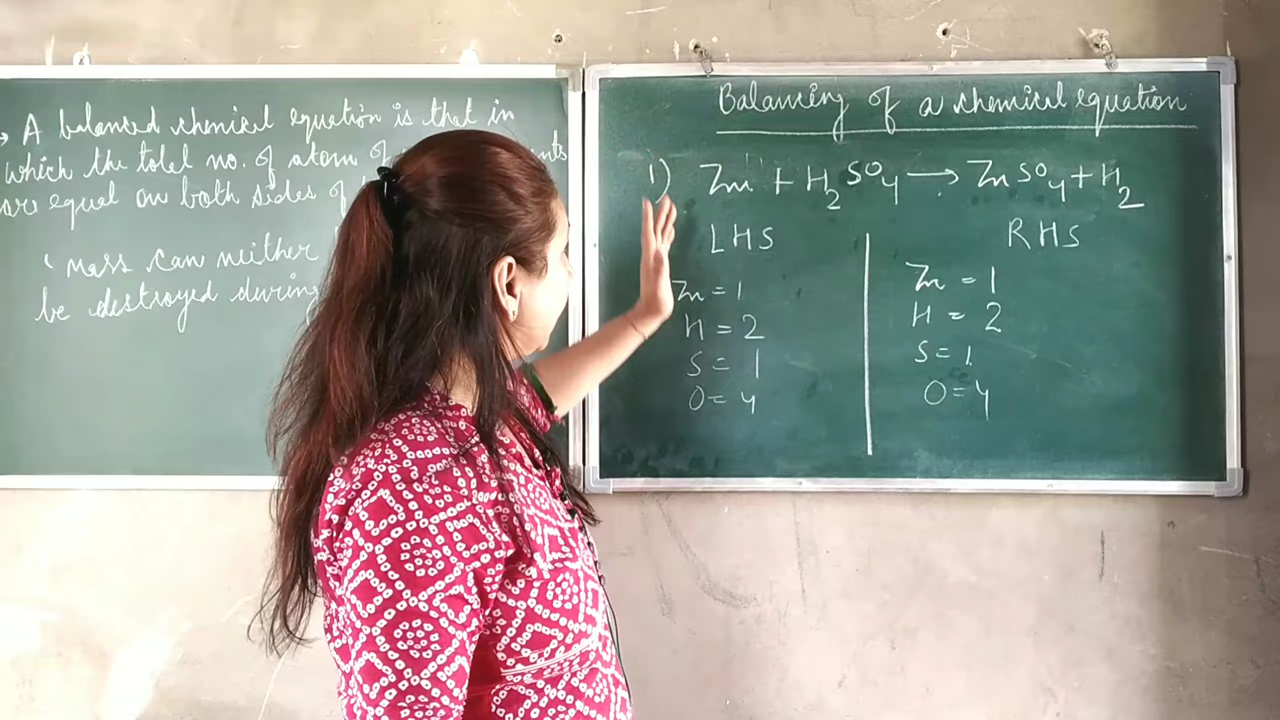 → A balanced chemical equation is that in
which the total no. of atom of
are equal on both sides of
‘ Mass can neither
be destroyed during
Balancing of a chemical equation
1) Zn + H₂SO₄ → ZnSO₄ + H₂
LHS RHS
Zn = 1 Zn = 1
H = 2 H = 2
S = 1 S = 1
O = 4 O = 4